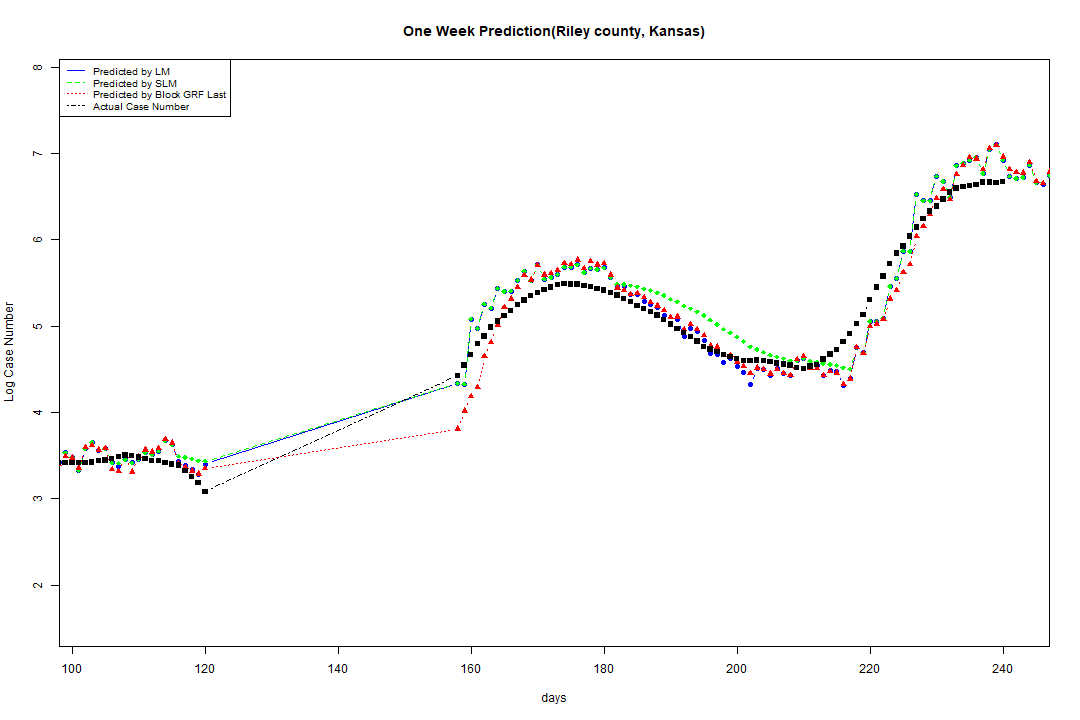 One Week Prediction(Riley county, Kansas)
Predicted by LM
Predicted by SLM
Predicted by Block GRF Last
Actual Case Number
8
7
6
5
4
3
2
Log Case Number
100 120 140 160 180 200 220 240
days